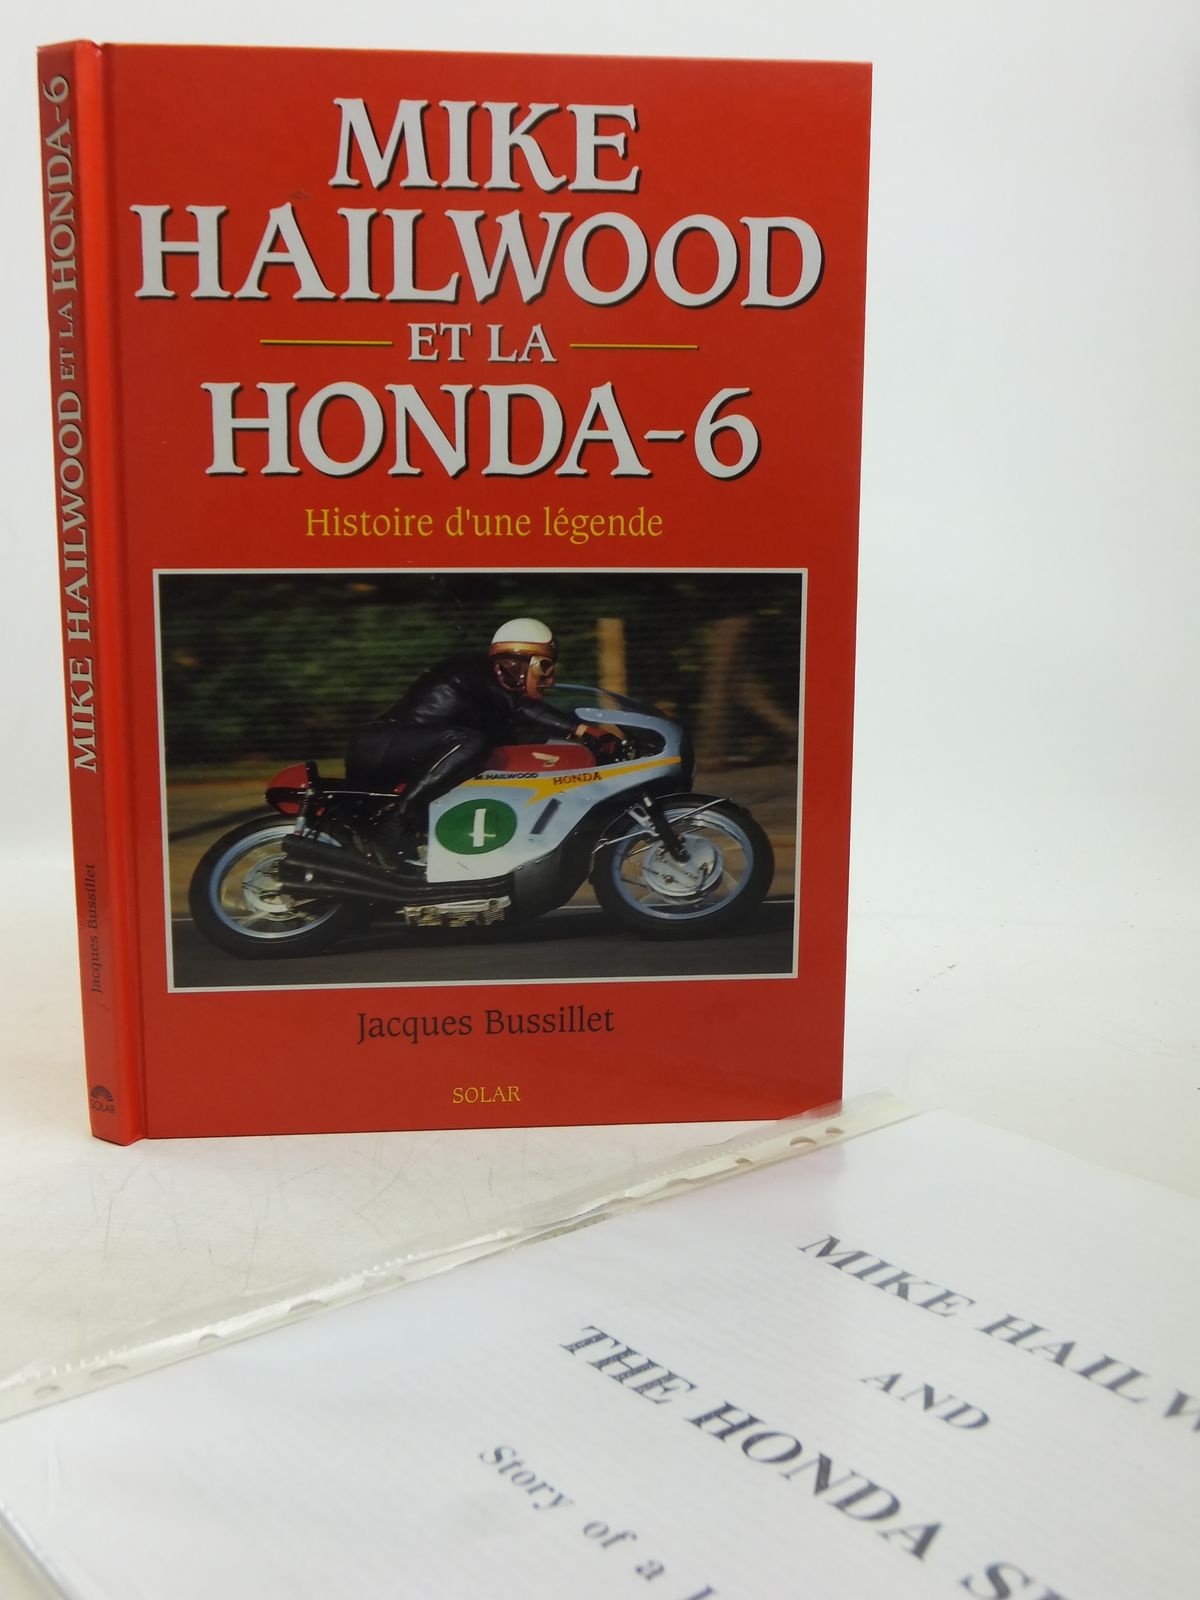 MIKE HAILWOOD ET LA HONDA-6
Jacques Bussillet
SOLAR
MIKE
HAILWOOD
ET LA
HONDA-6
Histoire d'une légende
M.HAILWOOD HONDA
1
Jacques Bussillet
SOLAR
MIKE HAILW
AND
THE HONDA
Story of a